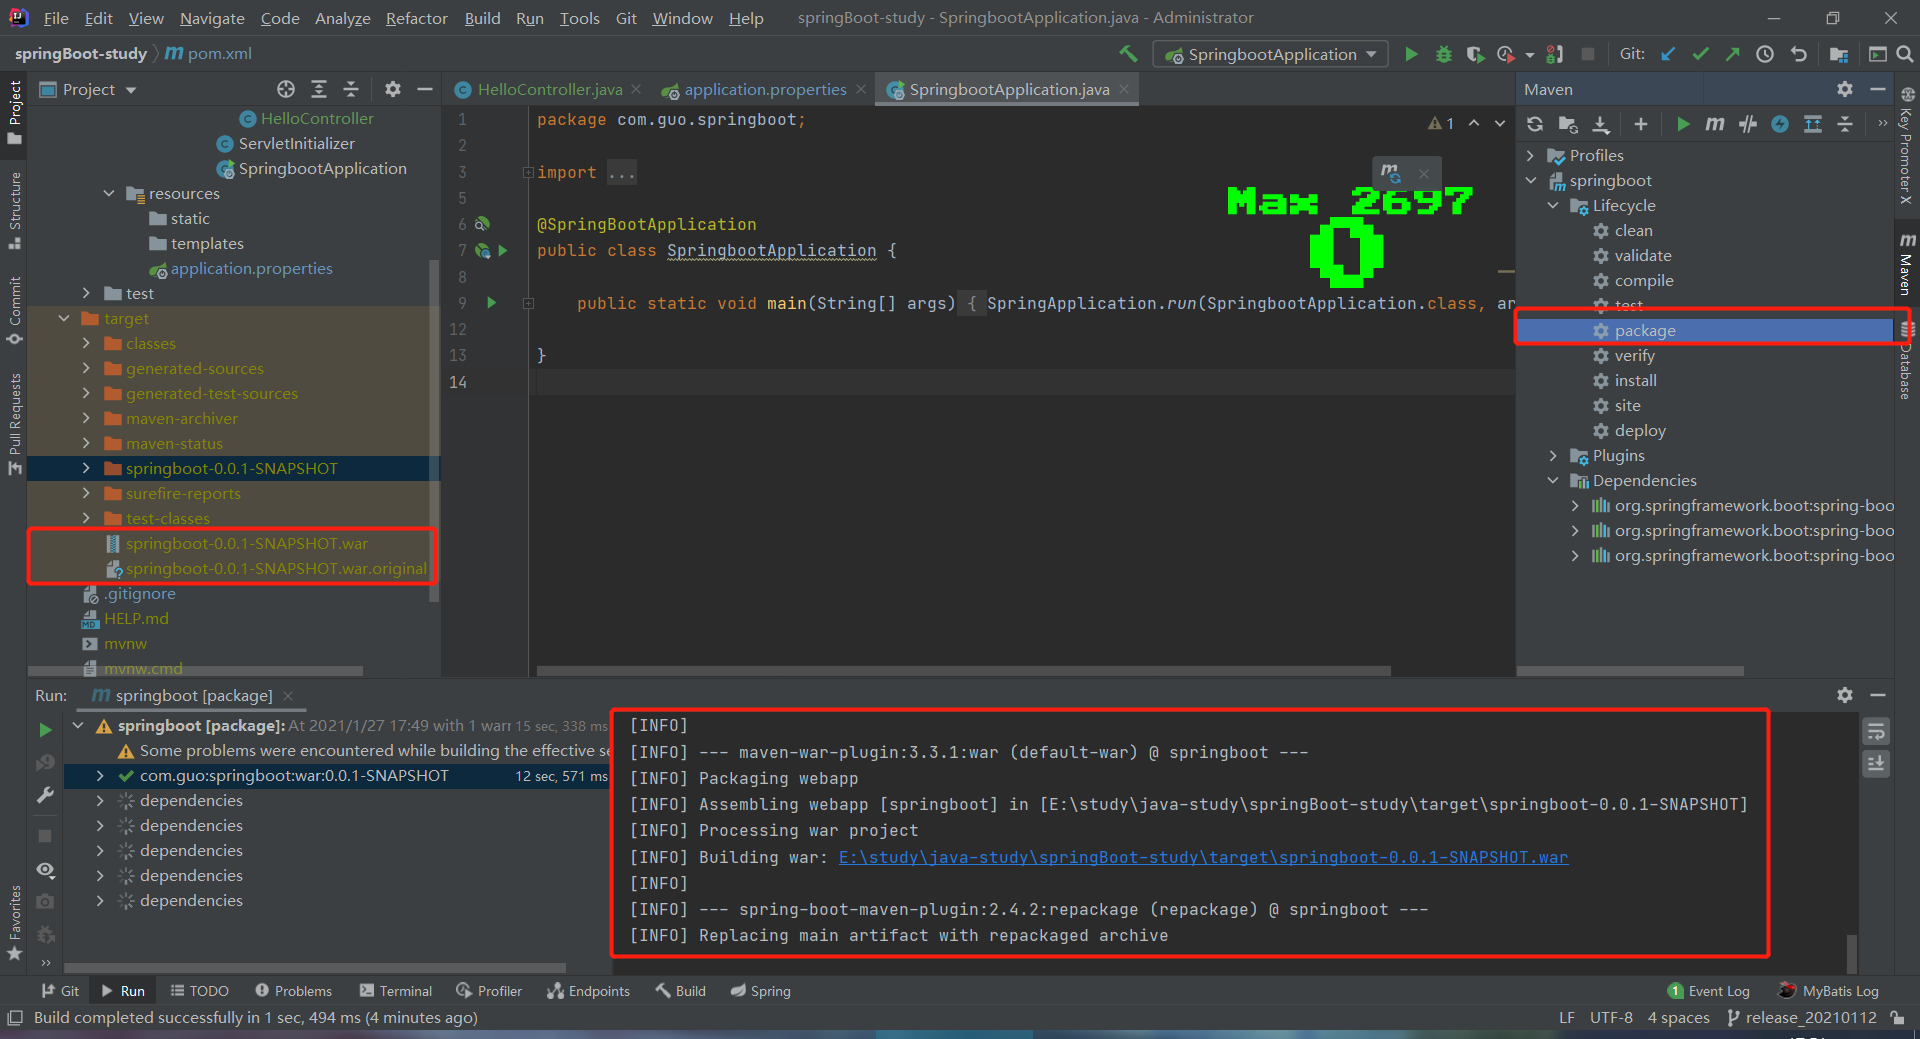 File Edit View Navigate Code Analyze Refactor Build Run Tools Git Window Help springBoot-study - SpringbootApplication.java - Administrator
springBoot-study pom.xml
SpringbootApplication
Git:
Project
HelloController.java
application.properties
SpringbootApplication.java
Maven
Project
Structure
Commit
Pull Requests
Favorites
HelloController
ServletInitializer
SpringbootApplication
resources
static
templates
application.properties
test
target
classes
generated-sources
generated-test-sources
maven-archiver
maven-status
springboot-0.0.1-SNAPSHOT
surefire-reports
test-classes
springboot-0.0.1-SNAPSHOT.war
springboot-0.0.1-SNAPSHOT.war.original
.gitignore
HELP.md
mvnw
mvnw.cmd
1 package com.guo.springboot;
2
3 import ...
5
6 @SpringBootApplication
7 public class SpringbootApplication {
8
9 public static void main(String[] args) { SpringApplication.run(SpringbootApplication.class, ar
12
13 }
14
1
Max 2697
0
Profiles
springboot
Lifecycle
clean
validate
compile
test
package
verify
install
site
deploy
Plugins
Dependencies
org.springframework.boot:spring-boo
org.springframework.boot:spring-boo
org.springframework.boot:spring-boo
Key Promoter X
Maven
Database
Run: springboot [package]
springboot [package]: At 2021/1/27 17:49 with 1 warn 15 sec, 338 ms
Some problems were encountered while building the effective se
com.guo:springboot:war:0.0.1-SNAPSHOT 12 sec, 571 ms
dependencies
dependencies
dependencies
dependencies
dependencies
[INFO]
[INFO] --- maven-war-plugin:3.3.1:war (default-war) @ springboot ---
[INFO] Packaging webapp
[INFO] Assembling webapp [springboot] in [E:\study\java-study\springBoot-study\target\springboot-0.0.1-SNAPSHOT]
[INFO] Processing war project
[INFO] Building war: E:\study\java-study\springBoot-study\target\springboot-0.0.1-SNAPSHOT.war
[INFO]
[INFO] --- spring-boot-maven-plugin:2.4.2:repackage (repackage) @ springboot ---
[INFO] Replacing main artifact with repackaged archive
Git Run TODO Problems Terminal Profiler Endpoints Build Spring
1 Event Log MyBatis Log
Build completed successfully in 1 sec, 494 ms (4 minutes ago)
LF UTF-8 4 spaces release_20210112